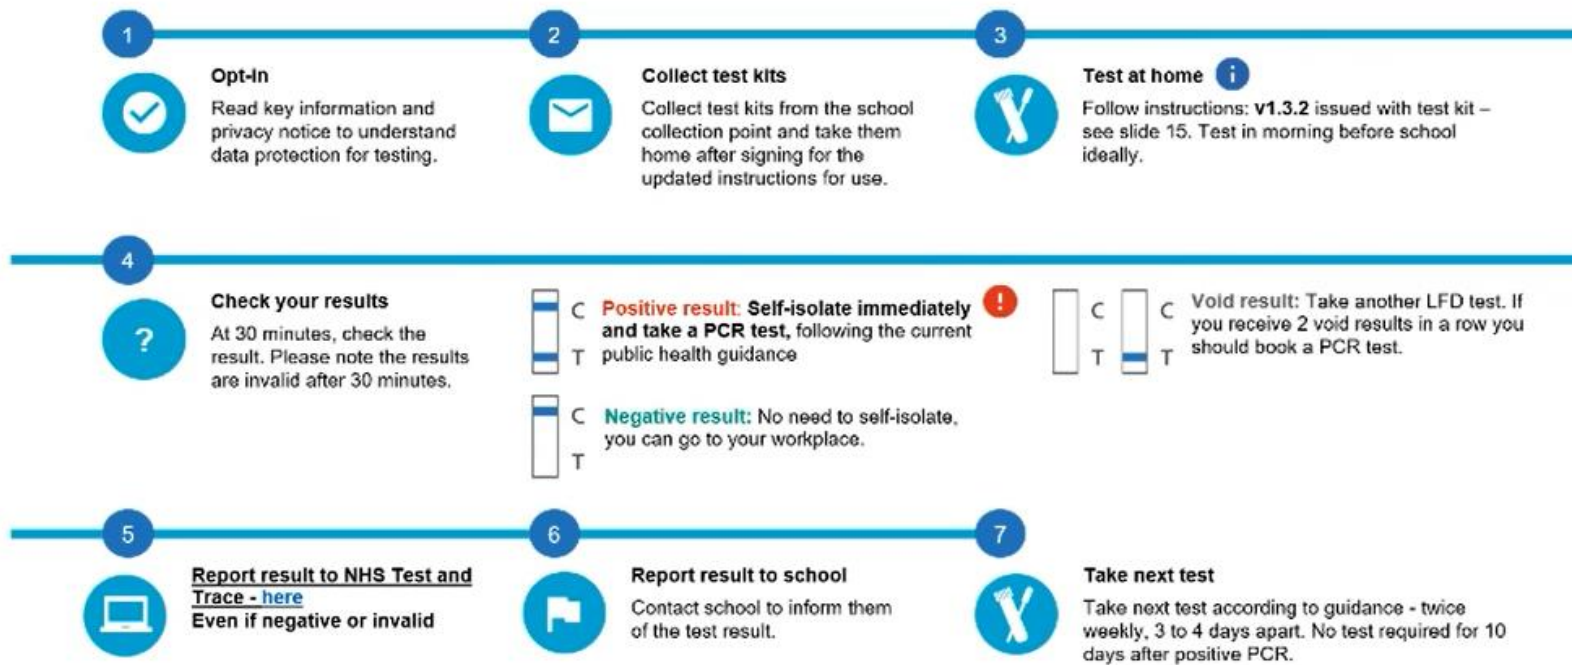 1
2
3
Opt-in
Read key information and
privacy notice to understand
data protection for testing.
Collect test kits
Collect test kits from the school
collection point and take them
home after signing for the
updated instructions for use.
Test at home i
Follow instructions: v1.3.2 issued with test kit –
see slide 15. Test in morning before school
ideally.
4
?
Check your results
At 30 minutes, check the
result. Please note the results
are invalid after 30 minutes.
C
T
Positive result: Self-isolate immediately !
and take a PCR test, following the current
public health guidance
C
T
Negative result: No need to self-isolate,
you can go to your workplace.
C
T
C
T
Void result: Take another LFD test. If
you receive 2 void results in a row you
should book a PCR test.
5
6
7
Report result to NHS Test and
Trace - here
Even if negative or invalid
Report result to school
Contact school to inform them
of the test result.
Take next test
Take next test according to guidance - twice
weekly, 3 to 4 days apart. No test required for 10
days after positive PCR.